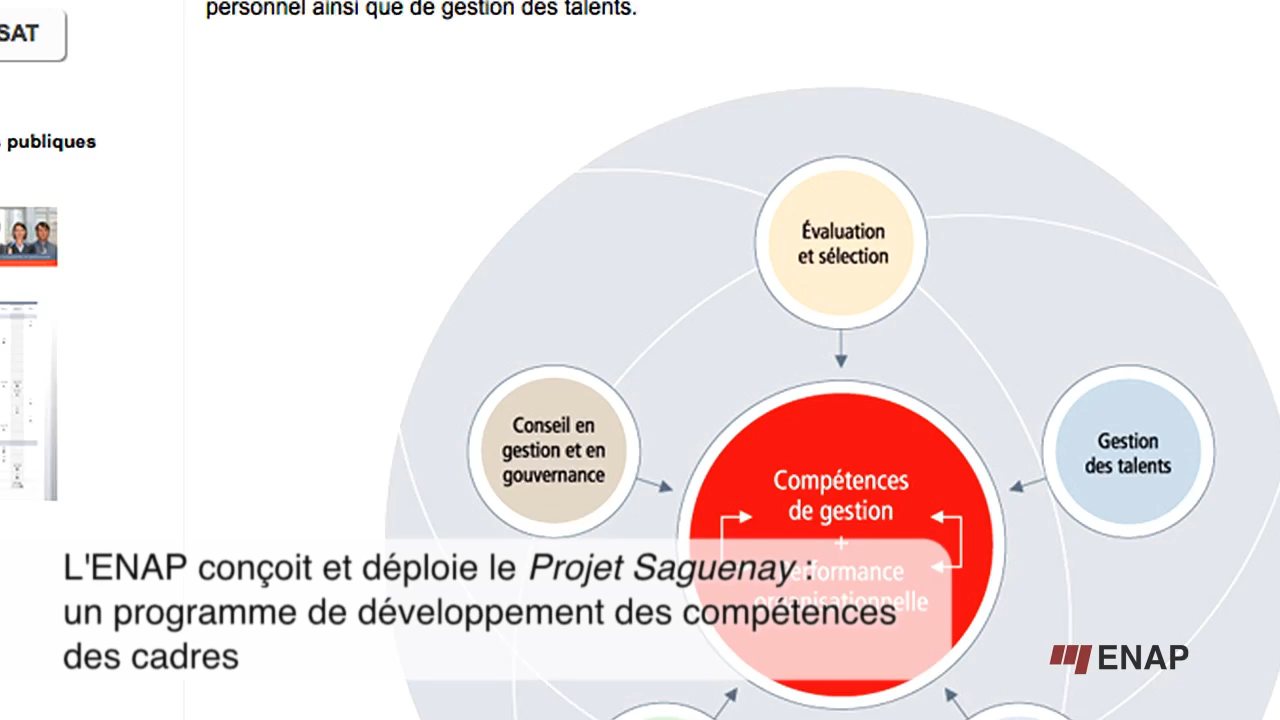 personnel ainsi que de gestion des talents.
SAT
publiques
Évaluation
et sélection
Conseil en
gestion et en
gouvernance
Gestion
des talents
Compétences
de gestion
+
Performance
organisationnelle
L'ENAP conçoit et déploie le Projet Saguenay :
un programme de développement des compétences
des cadres
ENAP